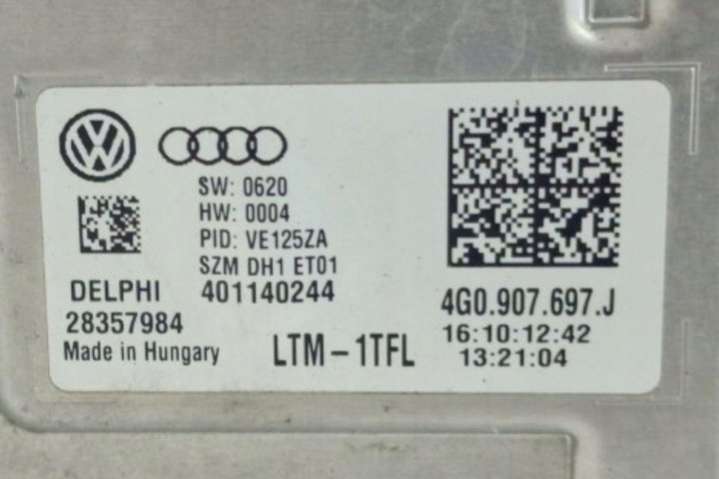 SW: 0620
HW: 0004
PID: VE125ZA
SZM DH1 ET01
DELPHI 401140244
28357984
Made in Hungary
LTM-1TFL
4G0.907.697.J
16:10:12:42
13:21:04